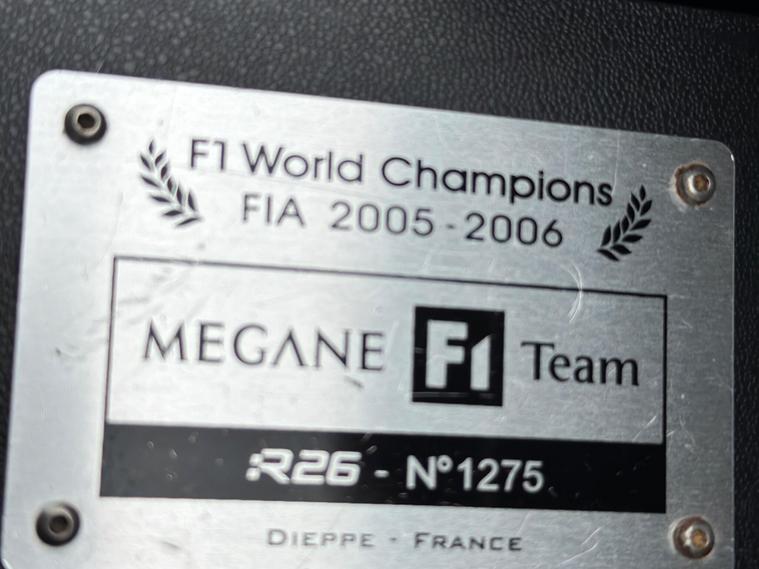 F1 World Champions
FIA 2005-2006
MEGANE F1 Team
R26 - N°1275
DIEPPE - FRANCE